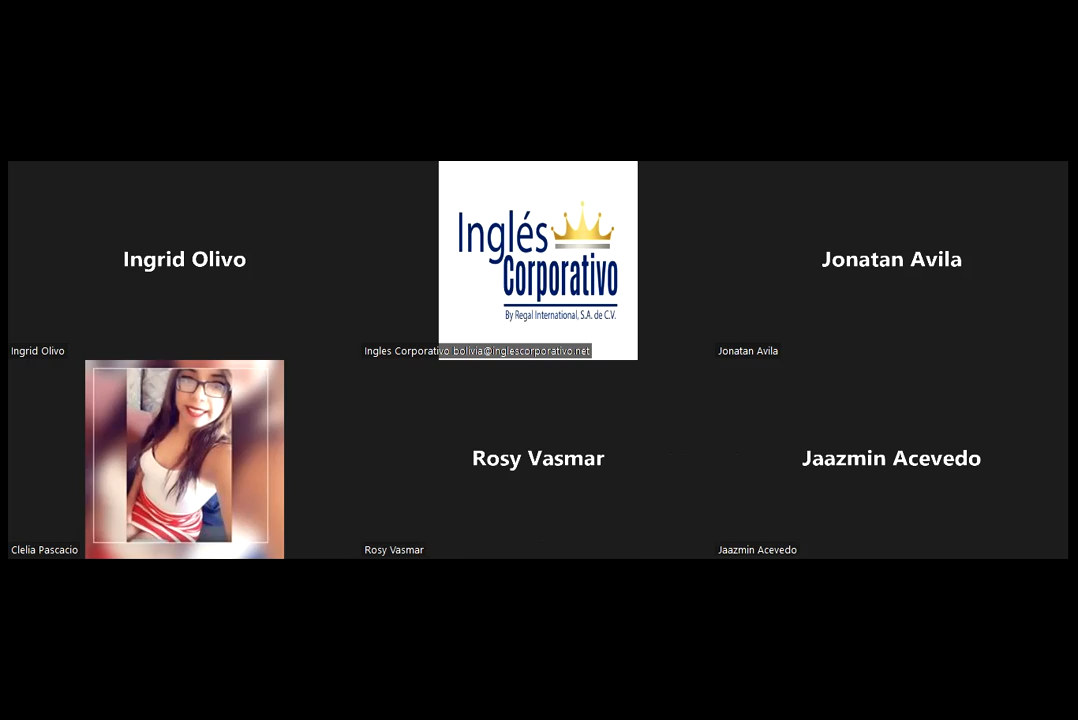 Ingrid Olivo
Ingrid Olivo
Inglés
Corporativo
By Regal International, S.A. de C.V.
Ingles Corporativo bolivia@inglescorporativo.net
Jonatan Avila
Jonatan Avila
Clelia Pascacio
Rosy Vasmar
Rosy Vasmar
Jaazmin Acevedo
Jaazmin Acevedo